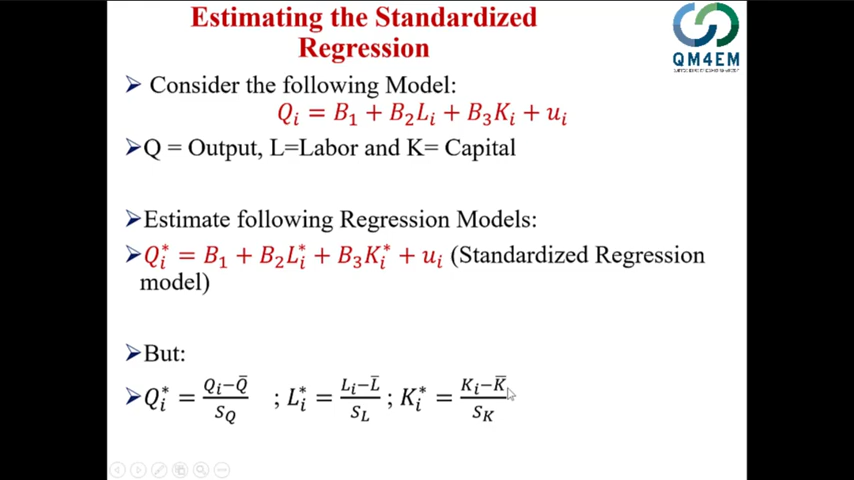 Estimating the Standardized
Regression
QM4EM
➢ Consider the following Model:
Qᵢ = B₁ + B₂Lᵢ + B₃Kᵢ + uᵢ
➢Q = Output, L=Labor and K= Capital
➢Estimate following Regression Models:
➢Qᵢ* = B₁ + B₂Lᵢ* + B₃Kᵢ* + uᵢ (Standardized Regression
model)
➢But:
➢Qᵢ* = (Qᵢ−Q̄)/S_Q ; Lᵢ* = (Lᵢ−L̄)/S_L ; Kᵢ* = (Kᵢ−K̄)/S_K